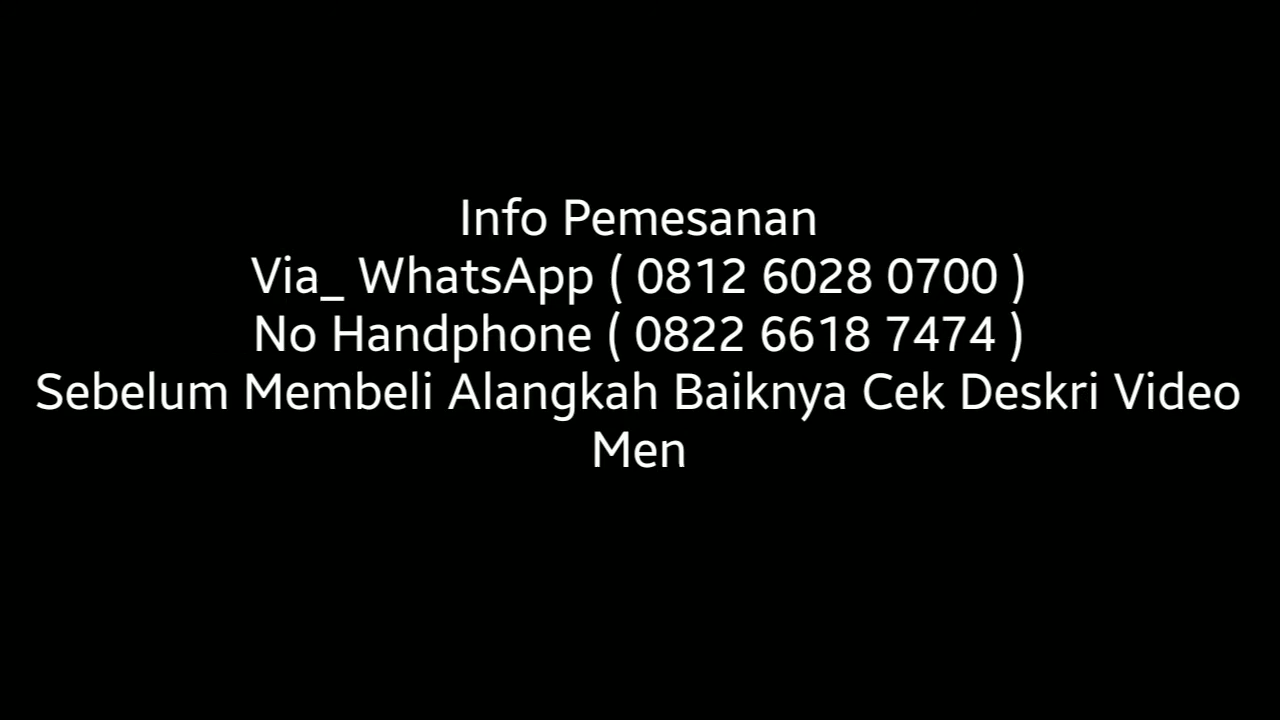 Info Pemesanan
Via_ WhatsApp ( 0812 6028 0700 )
No Handphone ( 0822 6618 7474 )
Sebelum Membeli Alangkah Baiknya Cek Deskri Video
Men